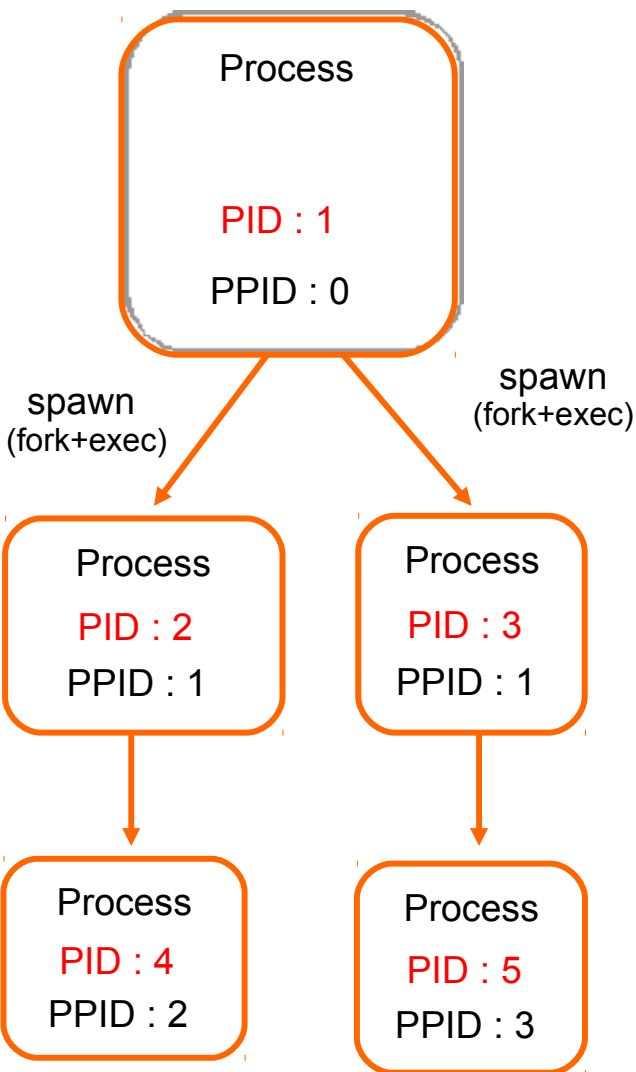 Process
PID : 1
PPID : 0
spawn
(fork+exec)
spawn
(fork+exec)
Process
PID : 2
PPID : 1
Process
PID : 3
PPID : 1
Process
PID : 4
PPID : 2
Process
PID : 5
PPID : 3